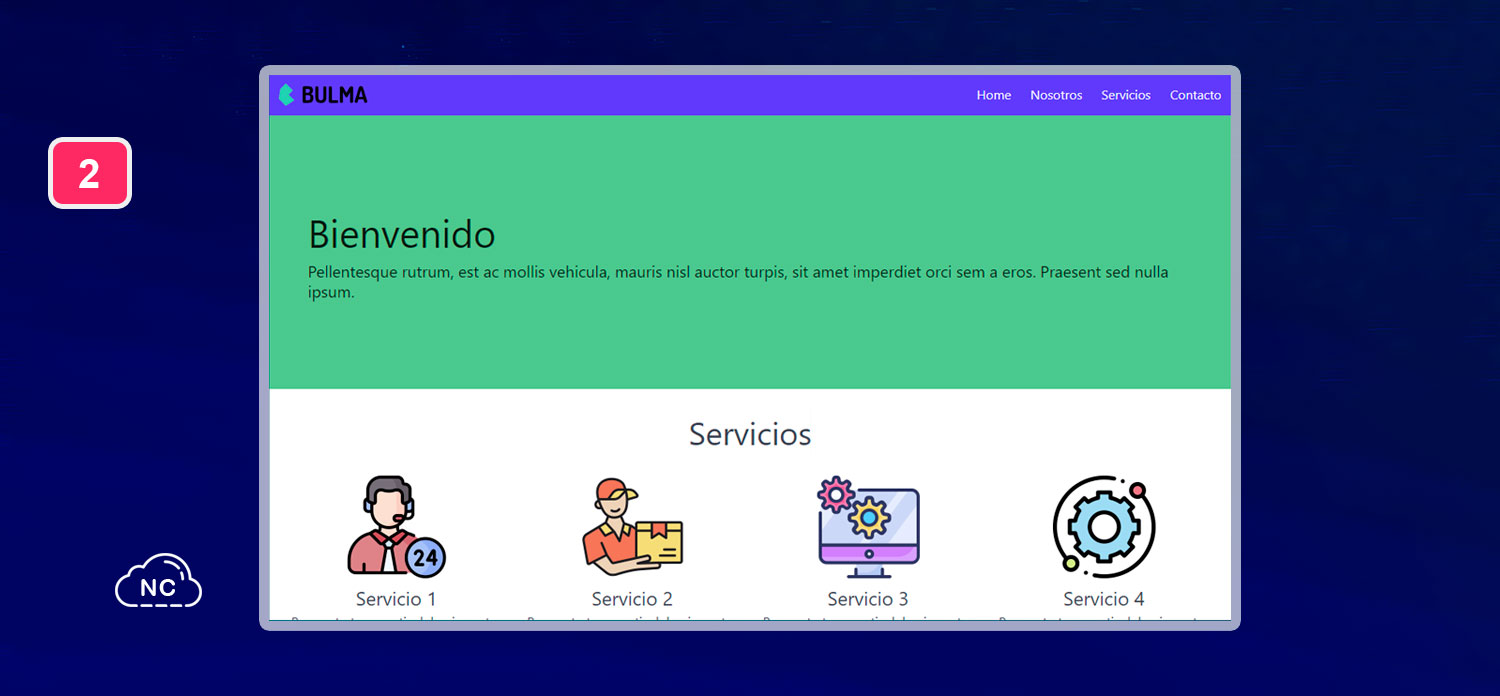 2
BULMA
Home Nosotros Servicios Contacto
Bienvenido
Pellentesque rutrum, est ac mollis vehicula, mauris nisl auctor turpis, sit amet imperdiet orci sem a eros. Praesent sed nulla
ipsum.
Servicios
24
Servicio 1 Servicio 2 Servicio 3 Servicio 4
NC